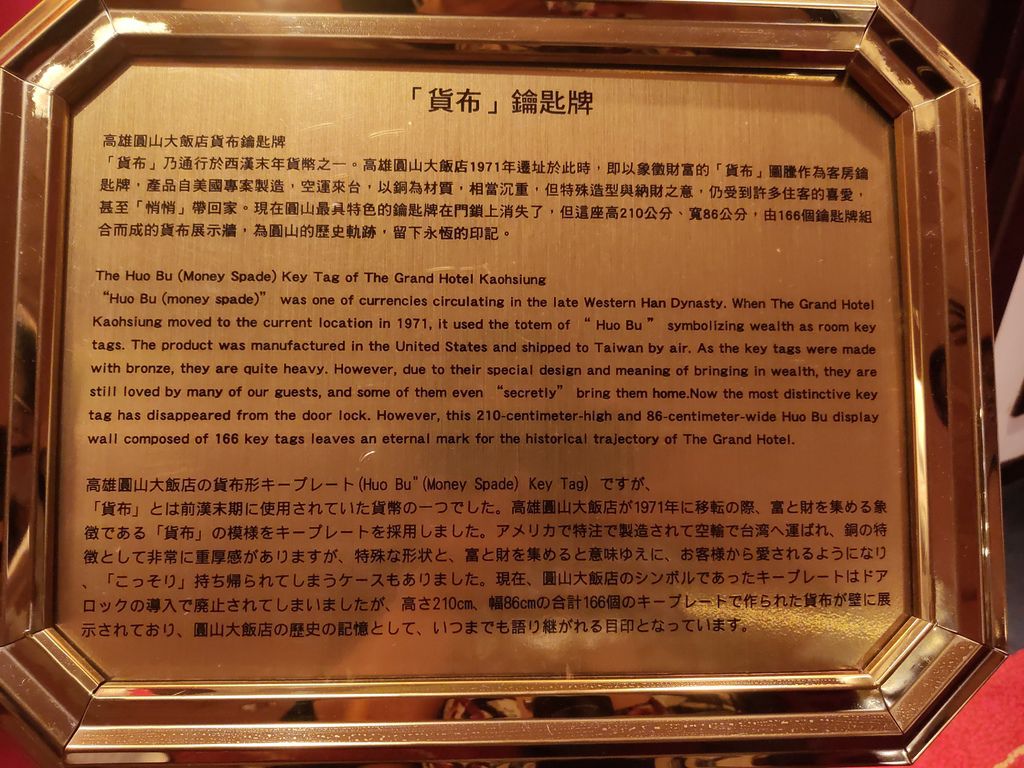 「貨布」鑰匙牌
高雄圓山大飯店貨布鑰匙牌
「貨布」乃通行於西漢末年貨幣之一。高雄圓山大飯店1971年遷址於此時，即以象徵財富的「貨布」圖騰作為客房鑰
匙牌，產品自美國專案製造，空運來台，以銅為材質，相當沉重，但特殊造型與納財之意，仍受到許多住客的喜愛，
甚至「悄悄」帶回家。現在圓山最具特色的鑰匙牌在門鎖上消失了，但這座高210公分、寬86公分，由166個鑰匙牌組
合而成的貨布展示牆，為圓山的歷史軌跡，留下永恆的印記。
The Huo Bu (Money Spade) Key Tag of The Grand Hotel Kaohsiung
“Huo Bu (money spade)” was one of currencies circulating in the late Western Han Dynasty. When The Grand Hotel
Kaohsiung moved to the current location in 1971, it used the totem of “ Huo Bu ” symbolizing wealth as room key
tags. The product was manufactured in the United States and shipped to Taiwan by air. As the key tags were made
with bronze, they are quite heavy. However, due to their special design and meaning of bringing in wealth, they are
still loved by many of our guests, and some of them even “secretly” bring them home.Now the most distinctive key
tag has disappeared from the door lock. However, this 210-centimeter-high and 86-centimeter-wide Huo Bu display
wall composed of 166 key tags leaves an eternal mark for the historical trajectory of The Grand Hotel.
高雄圓山大飯店の貨布形キープレート(Huo Bu"(Money Spade) Key Tag) ですが、
「貨布」とは前漢末期に使用されていた貨幣の一つでした。高雄圓山大飯店が1971年に移転の際、富と財を集める象
徴である「貨布」の模様をキープレートを採用しました。アメリカで特注で製造されて空輸で台湾へ運ばれ、銅の特
徴として非常に重厚感がありますが、特殊な形状と、富と財を集めると意味ゆえに、お客様から愛されるようになり
、「こっそり」持ち帰られてしまうケースもありました。現在、圓山大飯店のシンボルであったキープレートはドア
ロックの導入で廃止されてしまいましたが、高さ210cm、幅86cmの合計166個のキープレートで作られた貨布が壁に展
示されており、圓山大飯店の歴史の記憶として、いつまでも語り継がれる目印となっています。